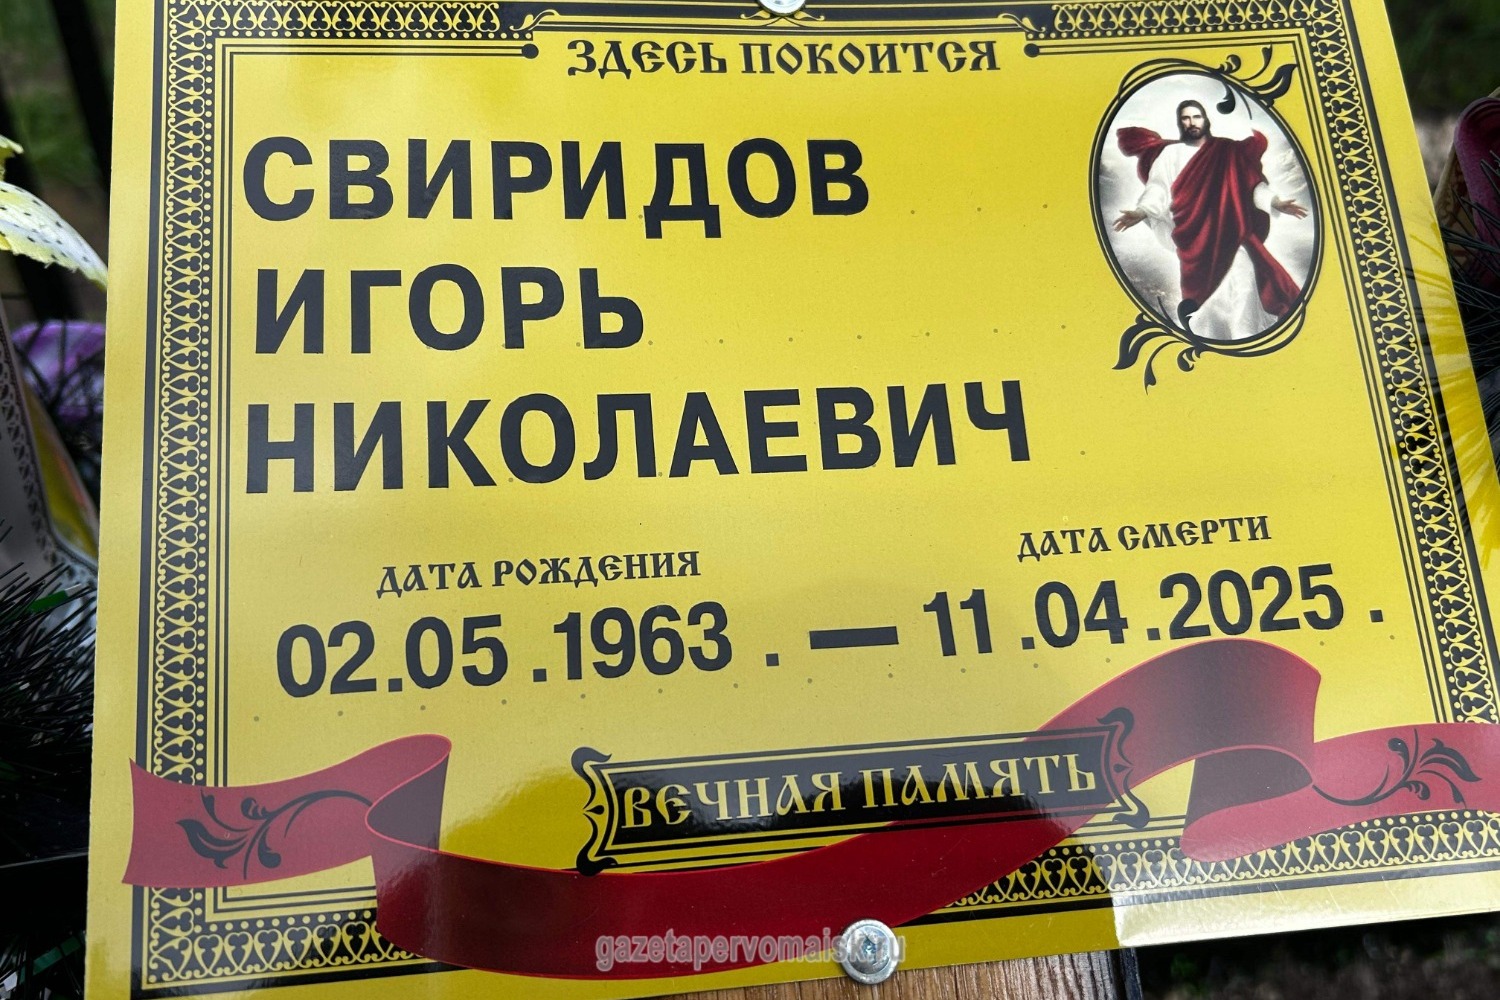 ЗДЕСЬ ПОКОИТСЯ
СВИРИДОВ
ИГОРЬ
НИКОЛАЕВИЧ
ДАТА РОЖДЕНИЯ
ДАТА СМЕРТИ
02.05.1963. — 11.04.2025.
ВЕЧНАЯ ПАМЯТЬ
gazetapervomaisk.ru